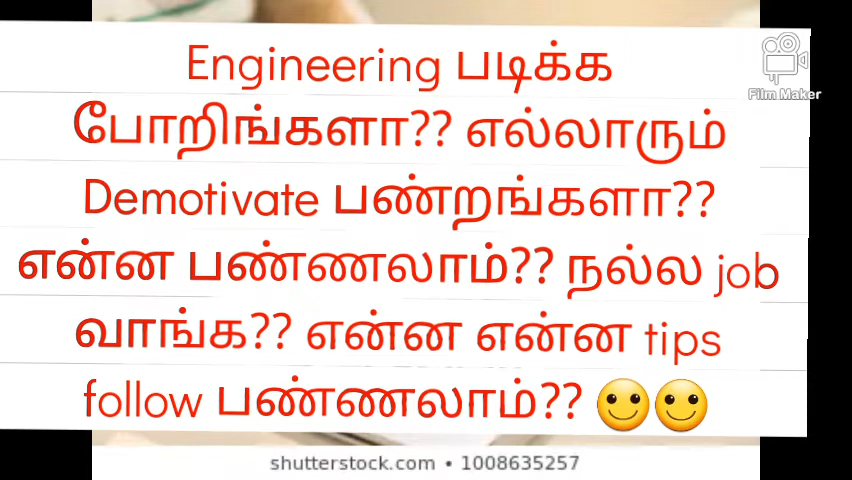 Engineering படிக்க
போறிங்களா?? எல்லாரும்
Demotivate பண்றங்களா??
என்ன பண்ணலாம்?? நல்ல job
வாங்க?? என்ன என்ன tips
follow பண்ணலாம்?? 🙂🙂
Film Maker
shutterstock.com • 1008635257